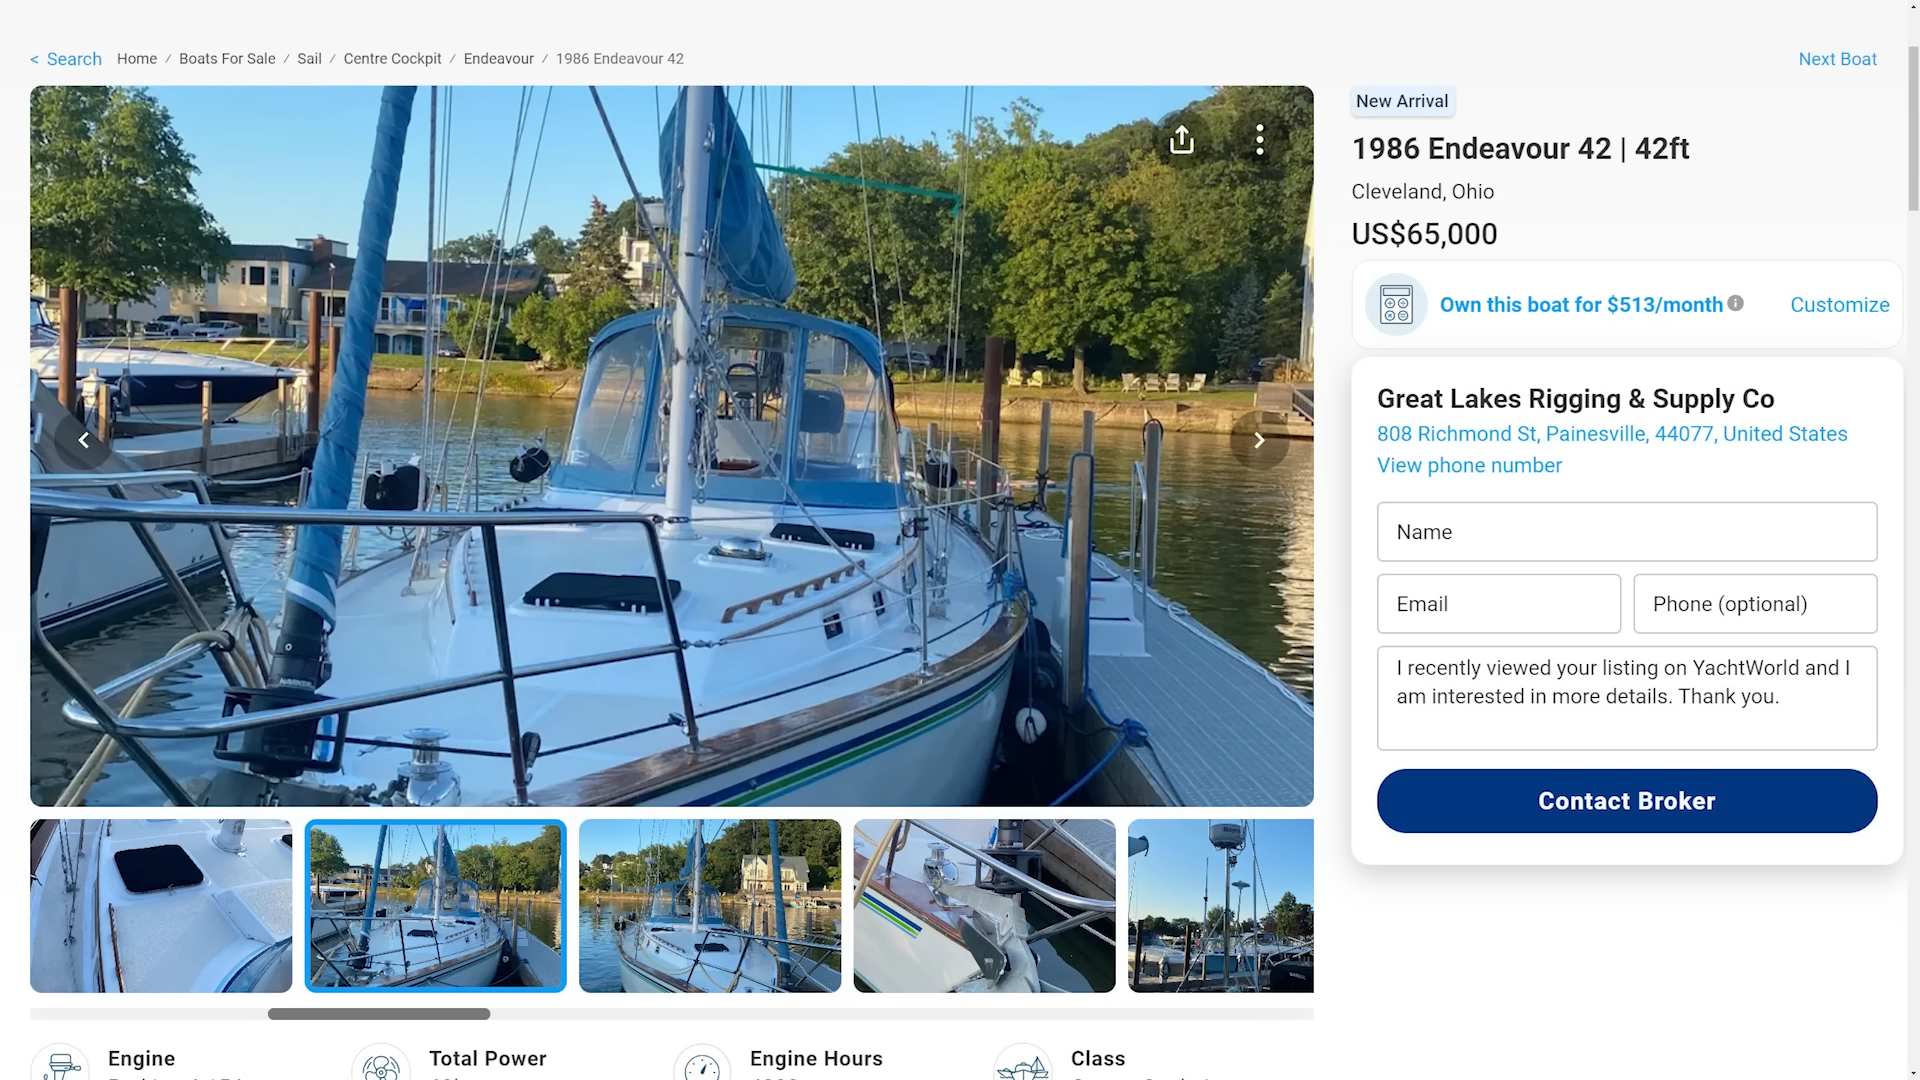 < Search Home / Boats For Sale / Sail / Centre Cockpit / Endeavour / 1986 Endeavour 42
Next Boat
New Arrival
1986 Endeavour 42 | 42ft
Cleveland, Ohio
US$65,000
Own this boat for $513/month
Customize
Great Lakes Rigging & Supply Co
808 Richmond St, Painesville, 44077, United States
View phone number
Name
Email
Phone (optional)
I recently viewed your listing on YachtWorld and I
am interested in more details. Thank you.
Contact Broker
Engine
Total Power
Engine Hours
Class